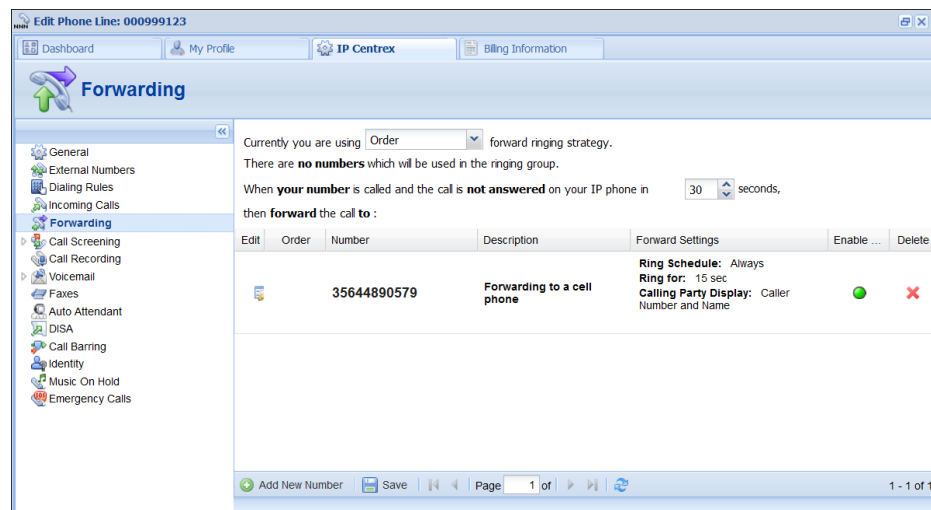 Edit Phone Line: 000999123
Dashboard
My Profile
IP Centrex
Billing Information
Forwarding
General
External Numbers
Dialing Rules
Incoming Calls
Forwarding
Call Screening
Call Recording
Voicemail
Faxes
Auto Attendant
DISA
Call Barring
Identity
Music On Hold
Emergency Calls
Currently you are using Order forward ringing strategy.
There are no numbers which will be used in the ringing group.
When your number is called and the call is not answered on your IP phone in 30 seconds,
then forward the call to :
Edit Order Number Description Forward Settings Enable ... Delete
35644890579
Forwarding to a cell
phone
Ring Schedule: Always
Ring for: 15 sec
Calling Party Display: Caller
Number and Name
Add New Number Save Page 1 of 1 - 1 of 1